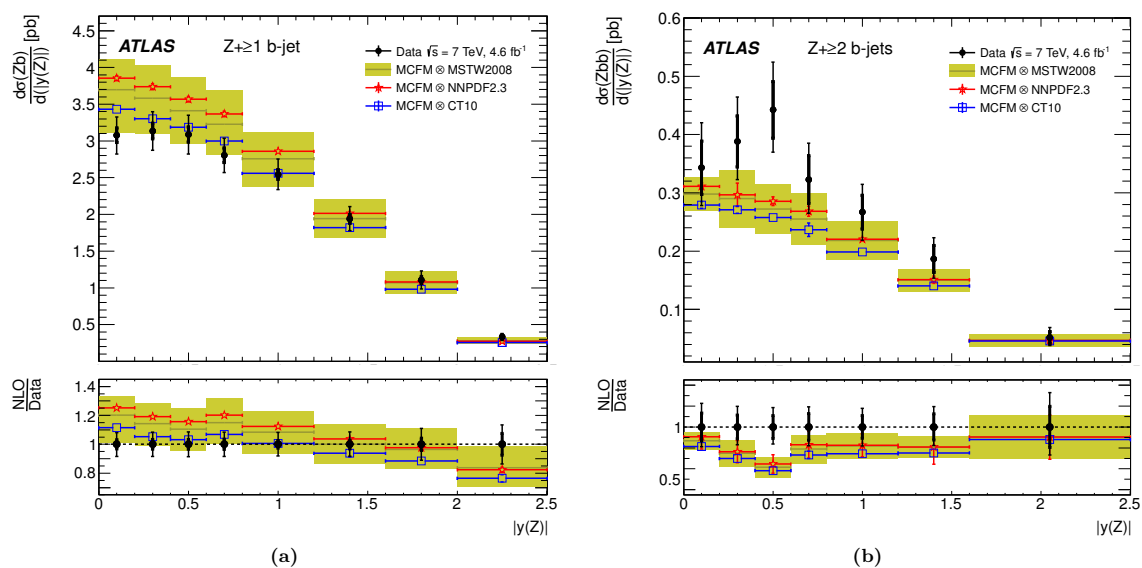 dσ(Zb)
d(|y(Z)|)
[pb]
ATLAS
Z+≥1 b-jet
Data √s = 7 TeV, 4.6 fb⁻¹
MCFM ⊗ MSTW2008
MCFM ⊗ NNPDF2.3
MCFM ⊗ CT10
4.5
4
3.5
3
2.5
2
1.5
1
0.5
NLO
Data
1.4
1.2
1
0.8
0 0.5 1 1.5 2 2.5
|y(Z)|
(a)
dσ(Zbb)
d(|y(Z)|)
[pb]
ATLAS
Z+≥2 b-jets
Data √s = 7 TeV, 4.6 fb⁻¹
MCFM ⊗ MSTW2008
MCFM ⊗ NNPDF2.3
MCFM ⊗ CT10
0.6
0.5
0.4
0.3
0.2
0.1
NLO
Data
1
0.5
0 0.5 1 1.5 2 2.5
|y(Z)|
(b)